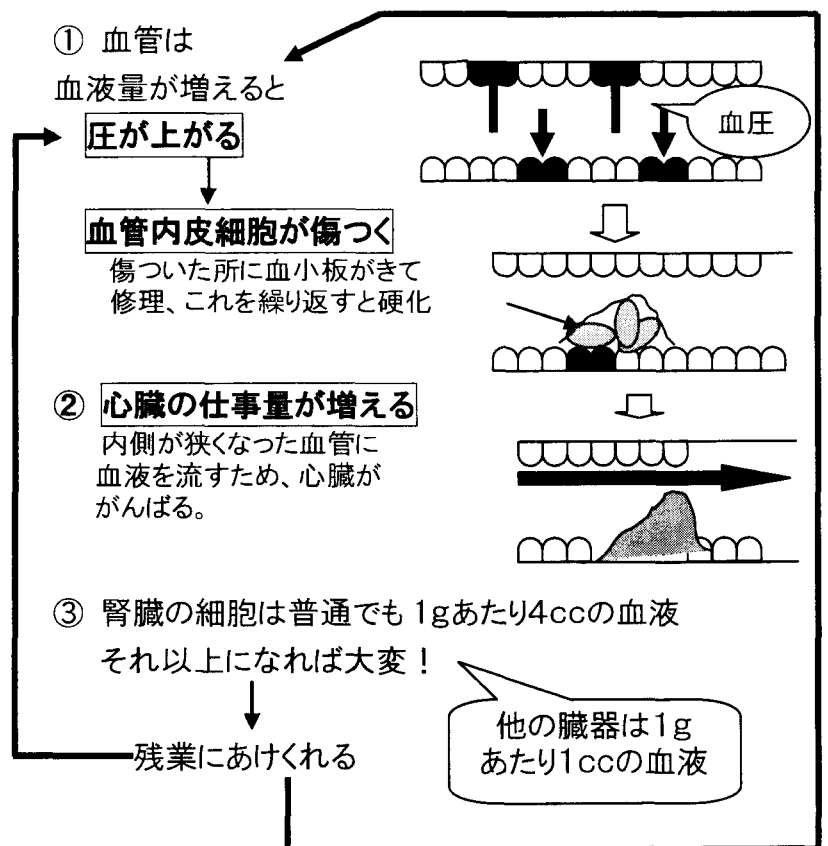 ① 血管は
血液量が増えると
圧が上がる
血圧
血管内皮細胞が傷つく
傷ついた所に血小板がきて
修理、これを繰り返すと硬化
② 心臓の仕事量が増える
内側が狭くなった血管に
血液を流すため、心臓が
がんばる。
③ 腎臓の細胞は普通でも1gあたり4ccの血液
それ以上になれば大変！
他の臓器は1g
あたり1ccの血液
残業にあけくれる